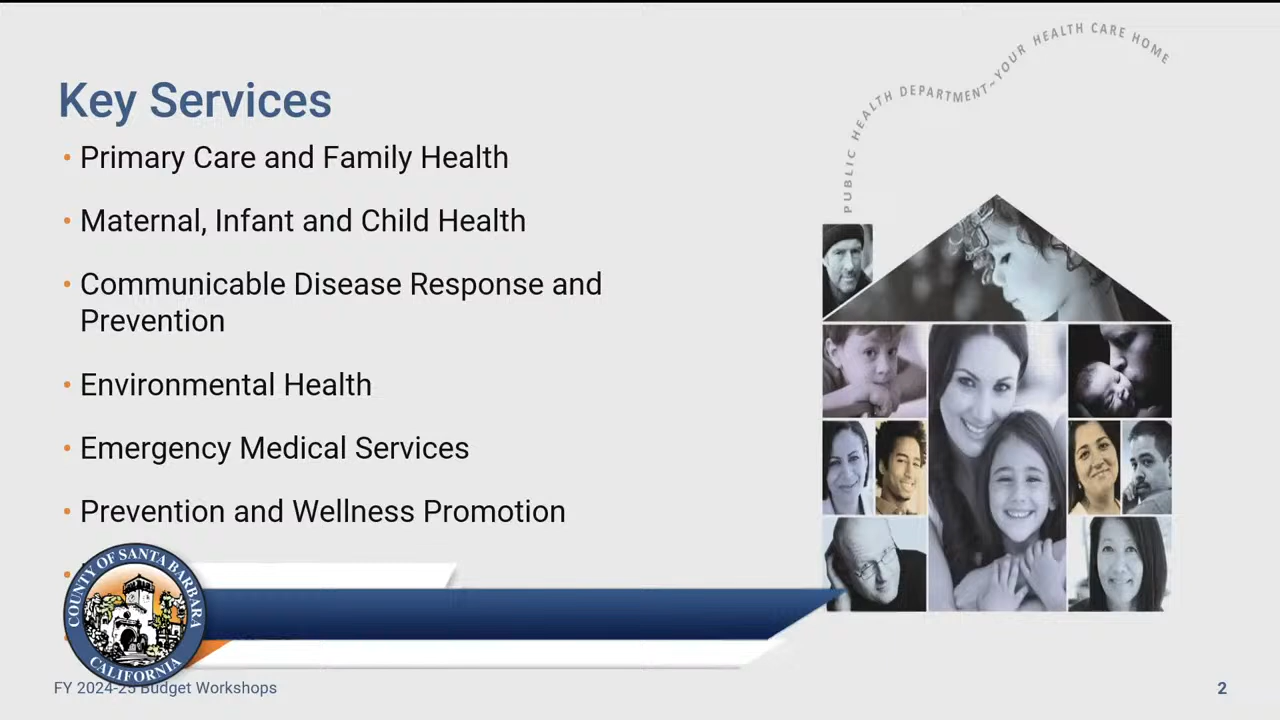 PUBLIC HEALTH DEPARTMENT~YOUR HEALTH CARE HOME
Key Services
• Primary Care and Family Health
• Maternal, Infant and Child Health
• Communicable Disease Response and
Prevention
• Environmental Health
• Emergency Medical Services
• Prevention and Wellness Promotion
COUNTY OF SANTA BARBARA
CALIFORNIA
FY 2024-25 Budget Workshops
2